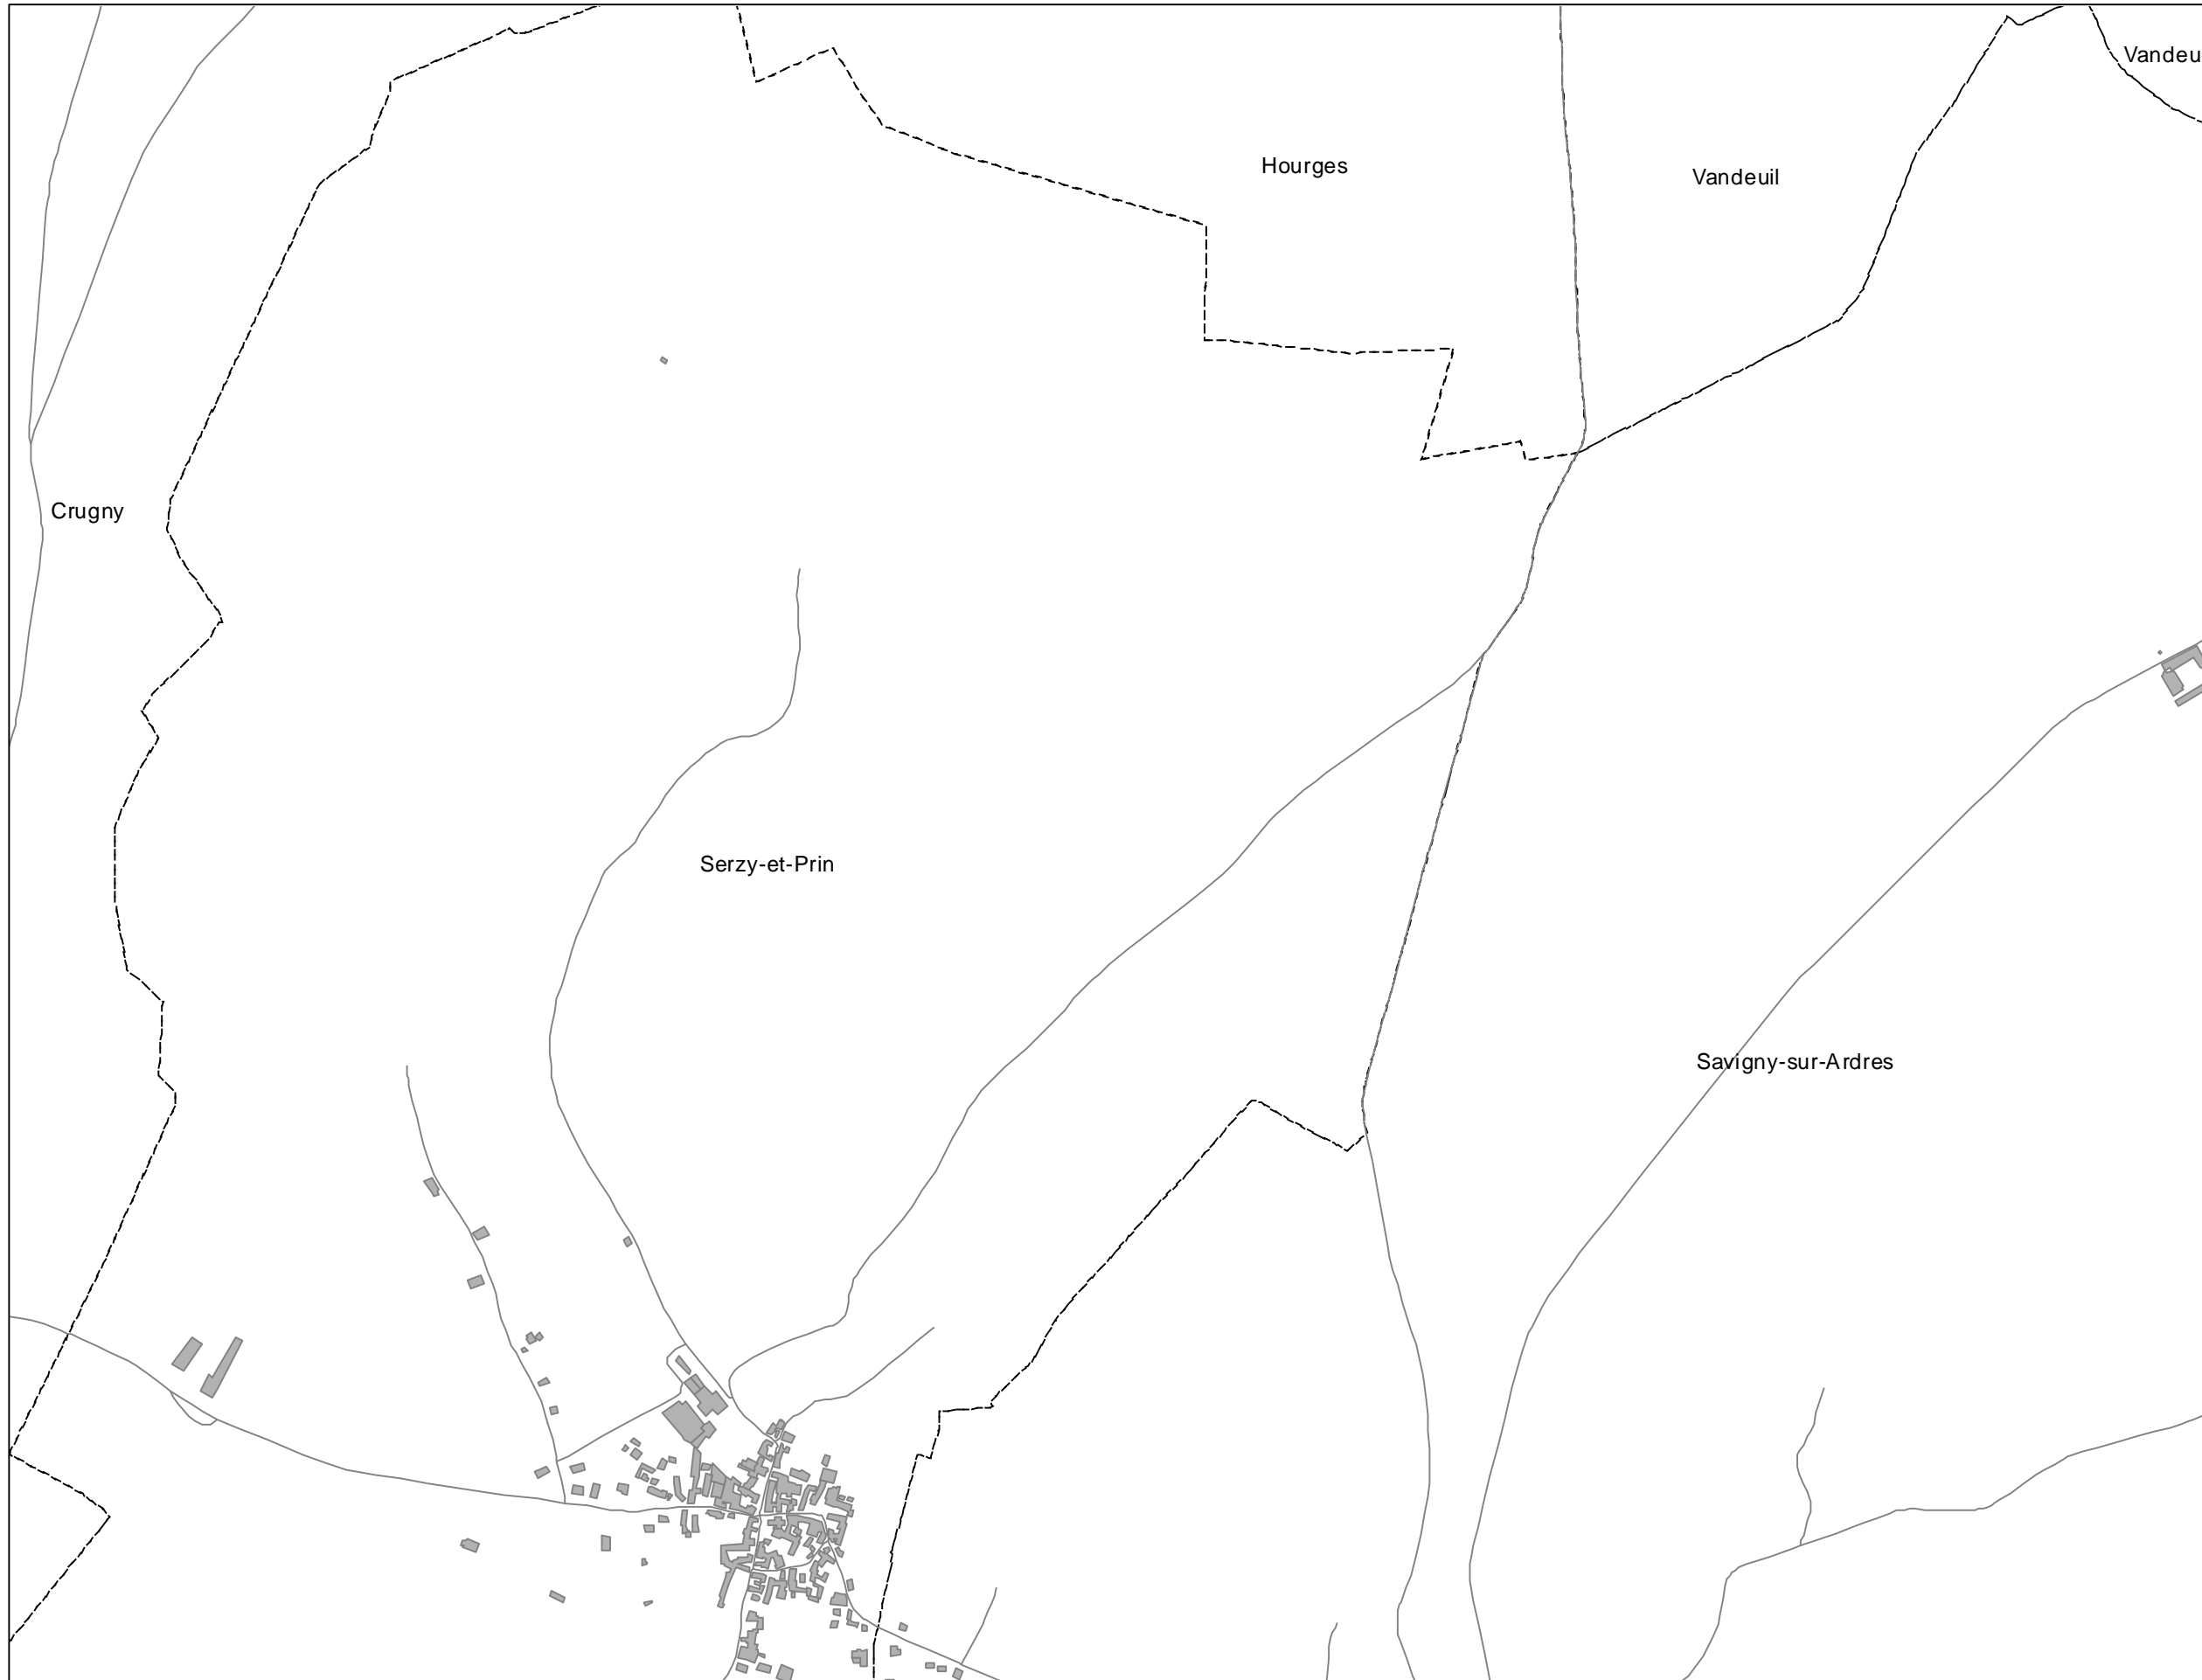 Vandeu
Hourges
Vandeuil
Crugny
Serzy-et-Prin
Savigny-sur-Ardres